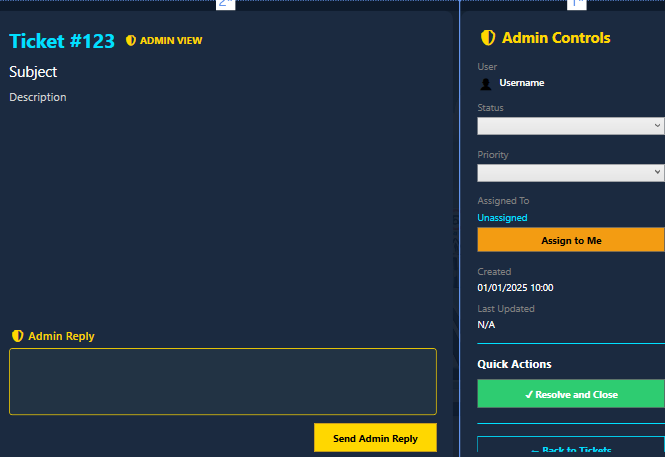 2*
1*
Ticket #123 ADMIN VIEW
Subject
Description
Admin Reply
Send Admin Reply
Admin Controls
User
Username
Status
Priority
Assigned To
Unassigned
Assign to Me
Created
01/01/2025 10:00
Last Updated
N/A
Quick Actions
✓ Resolve and Close
← Back to Tickets